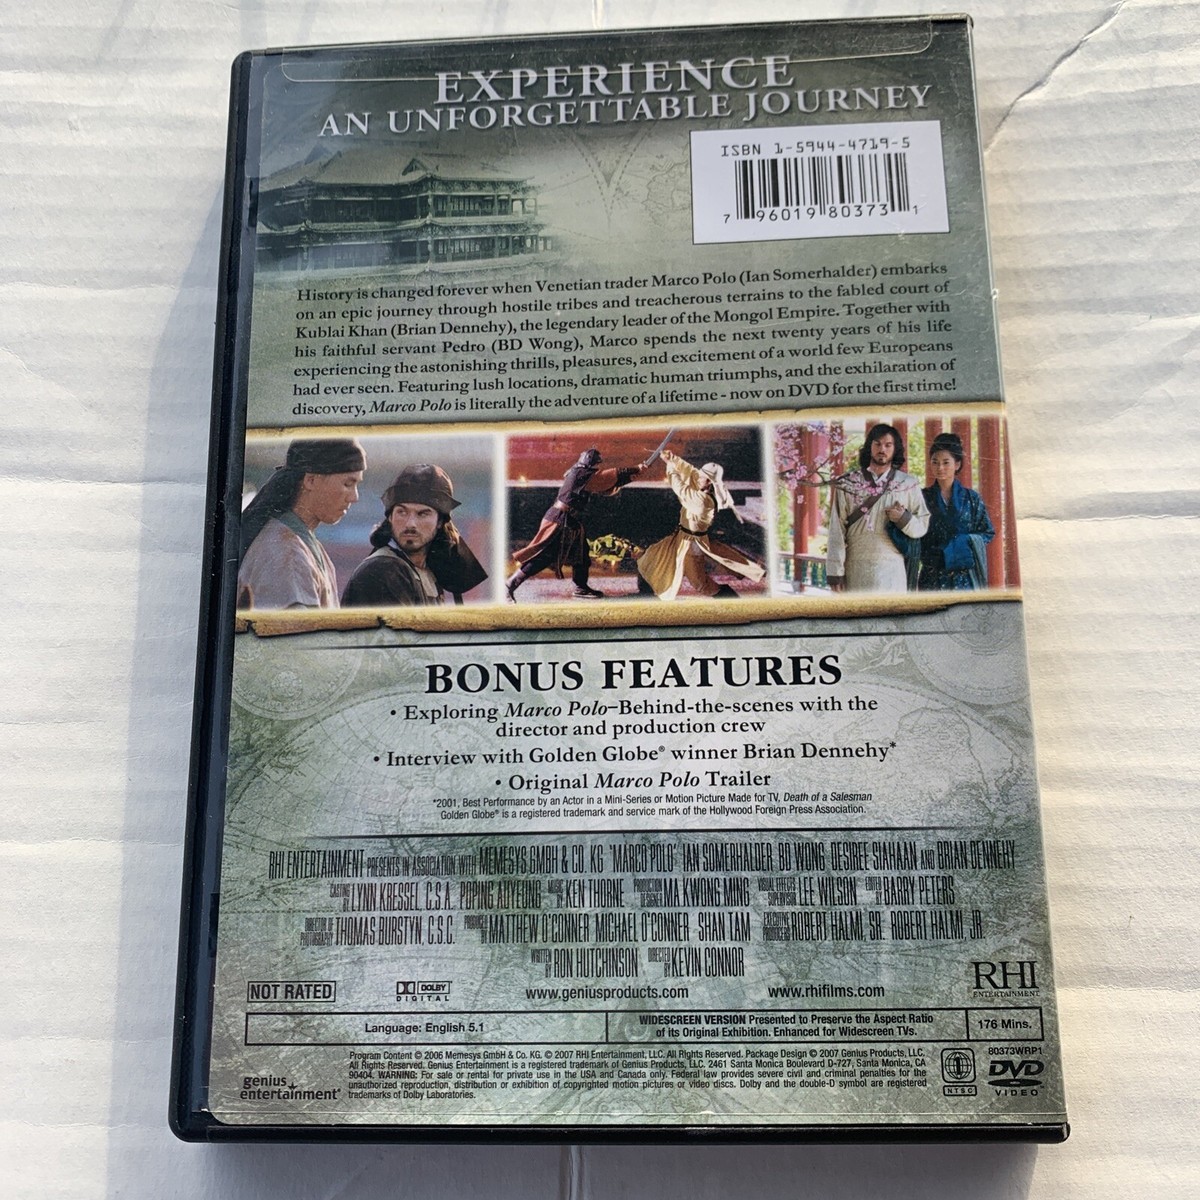 EXPERIENCE
AN UNFORGETTABLE JOURNEY
ISBN 1-5944-4719-5
7 96019 80373 1
History is changed forever when Venetian trader Marco Polo (Ian Somerhalder) embarks
on an epic journey through hostile tribes and treacherous terrains to the fabled court of
Kublai Khan (Brian Dennehy), the legendary leader of the Mongol Empire. Together with
his faithful servant Pedro (BD Wong), Marco spends the next twenty years of his life
experiencing the astonishing thrills, pleasures, and excitement of a world few Europeans
had ever seen. Featuring lush locations, dramatic human triumphs, and the exhilaration of
discovery, Marco Polo is literally the adventure of a lifetime - now on DVD for the first time!
BONUS FEATURES
• Exploring Marco Polo–Behind-the-scenes with the
director and production crew
• Interview with Golden Globe® winner Brian Dennehy*
• Original Marco Polo Trailer
*2001, Best Performance by an Actor in a Mini-Series or Motion Picture Made for TV, Death of a Salesman
Golden Globe® is a registered trademark and service mark of the Hollywood Foreign Press Association.
RHI ENTERTAINMENT PRESENTS IN ASSOCIATION WITH MEMESYS GMBH & CO. KG "MARCO POLO" IAN SOMERHALDER BD WONG DESIREE SIAHAAN AND BRIAN DENNEHY
CASTING BY LYNN KRESSEL, C.S.A. POPING AUYEUNG MUSIC BY KEN THORNE PRODUCTION DESIGNER MA KWONG WING VISUAL EFFECTS SUPERVISOR LEE WILSON EDITED BY BARRY PETERS
DIRECTOR OF PHOTOGRAPHY THOMAS BURSTYN, C.S.C. PRODUCED BY MATTHEW O'CONNER MICHAEL O'CONNER SHAN TAM EXECUTIVE PRODUCERS ROBERT HALMI, SR. ROBERT HALMI, JR.
WRITTEN BY RON HUTCHINSON DIRECTED BY KEVIN CONNOR
NOT RATED
DOLBY
DIGITAL
www.geniusproducts.com
www.rhifilms.com
RHI
ENTERTAINMENT
Language: English 5.1
WIDESCREEN VERSION Presented to Preserve the Aspect Ratio
of its Original Exhibition. Enhanced for Widescreen TVs.
176 Mins.
genius
entertainment
Program Content © 2006 Memesys GmbH & Co. KG. © 2007 RHI Entertainment, LLC. All Rights Reserved. Package Design © 2007 Genius Products, LLC.
All Rights Reserved. Genius Entertainment is a registered trademark of Genius Products, LLC. 2461 Santa Monica Boulevard D-727, Santa Monica, CA
90404. WARNING: For sale or rental for private use in the USA and Canada only. Federal law provides severe civil and criminal penalties for the
unauthorized reproduction, distribution or exhibition of copyrighted motion pictures or video discs. Dolby and the double-D symbol are registered
trademarks of Dolby Laboratories.
1
NTSC
80373WRP1
DVD
VIDEO